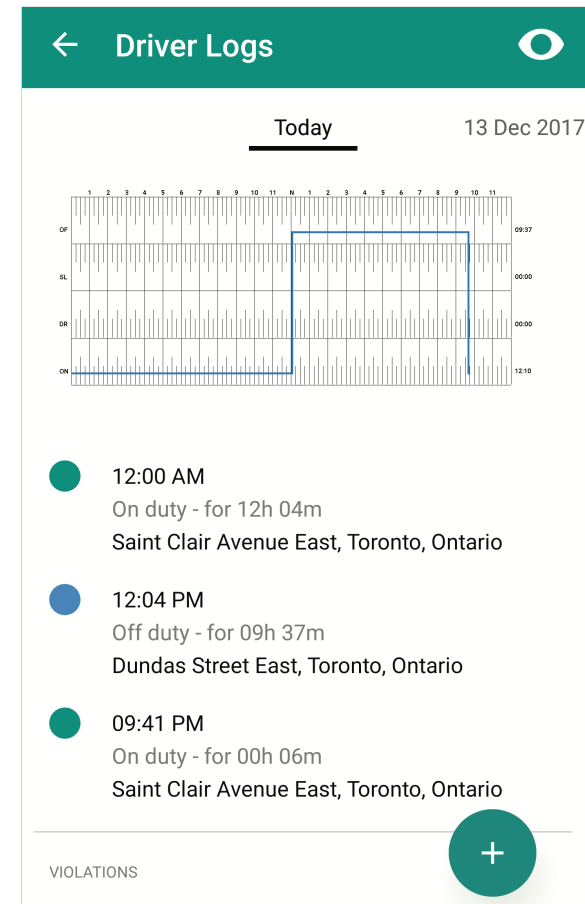 Driver Logs
Today
13 Dec 2017
1 2 3 4 5 6 7 8 9 10 11 N 1 2 3 4 5 6 7 8 9 10 11
OF 09:37
SL 00:00
DR 00:00
ON 12:10
12:00 AM
On duty - for 12h 04m
Saint Clair Avenue East, Toronto, Ontario
12:04 PM
Off duty - for 09h 37m
Dundas Street East, Toronto, Ontario
09:41 PM
On duty - for 00h 06m
Saint Clair Avenue East, Toronto, Ontario
VIOLATIONS